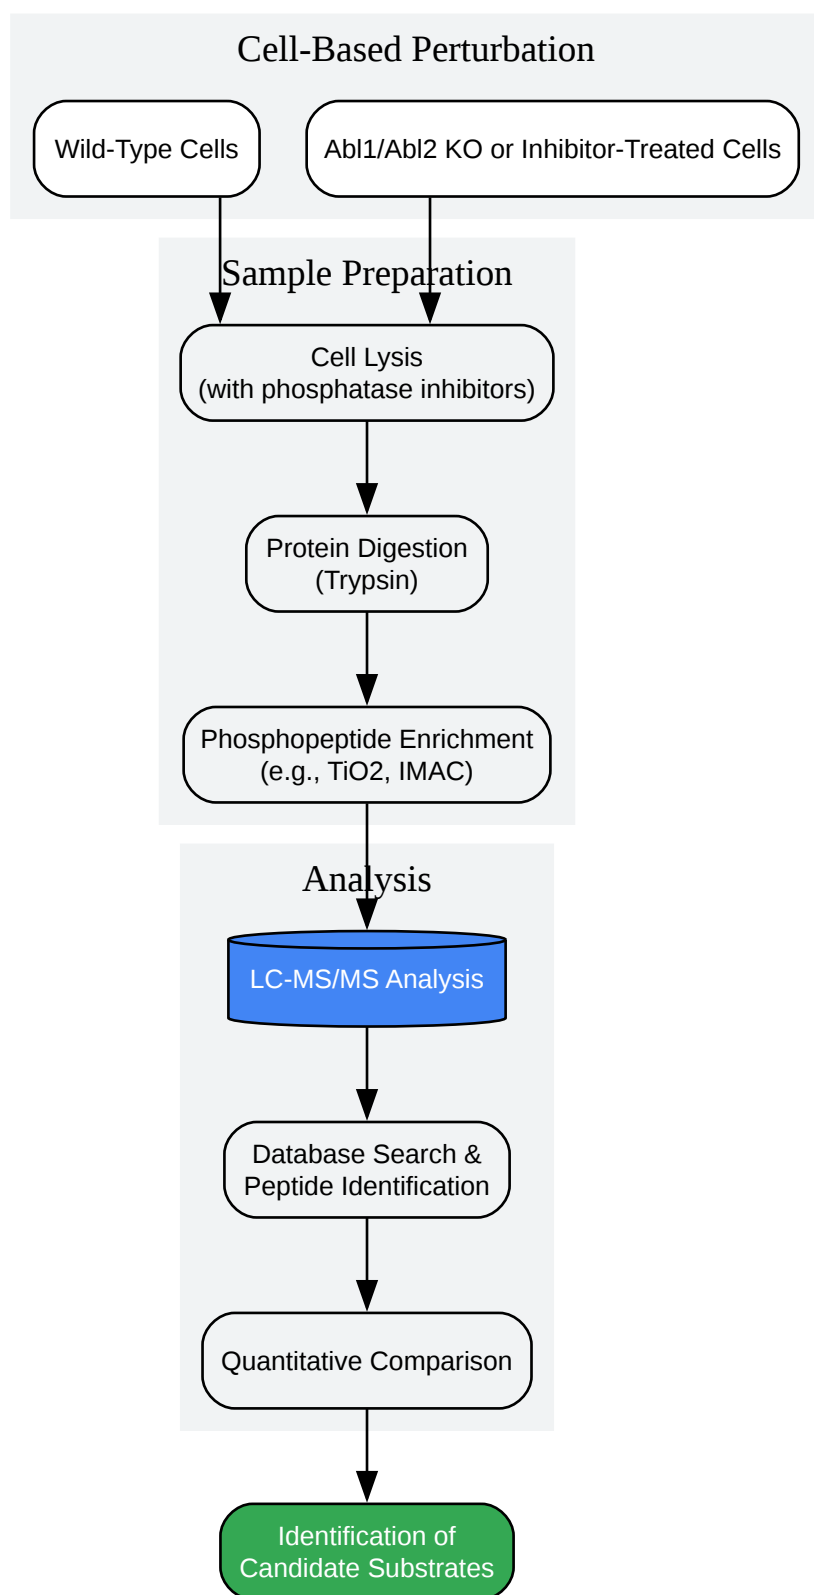 Cell-Based Perturbation
Wild-Type Cells
Abl1/Abl2 KO or Inhibitor-Treated Cells
Sample Preparation
Cell Lysis
(with phosphatase inhibitors)
Protein Digestion
(Trypsin)
Phosphopeptide Enrichment
(e.g., TiO2, IMAC)
Analysis
LC-MS/MS Analysis
Database Search &
Peptide Identification
Quantitative Comparison
Identification of
Candidate Substrates